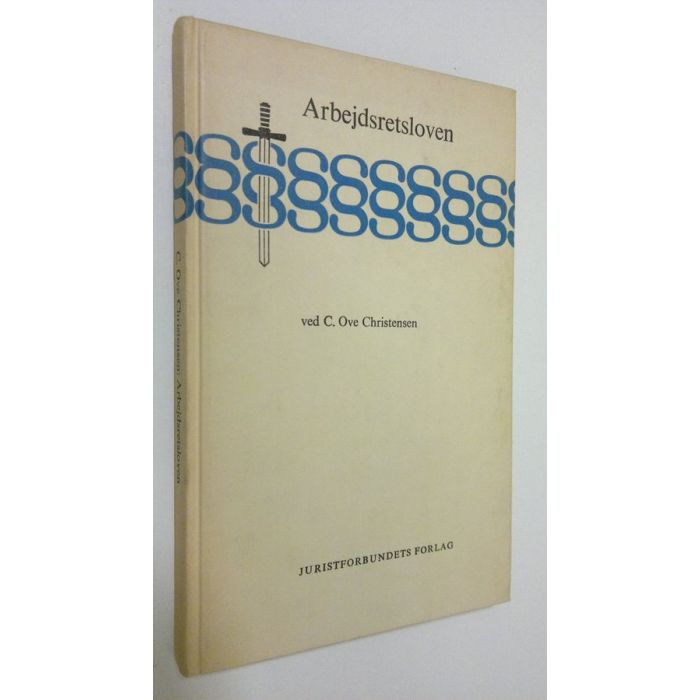 Arbejdsretsloven
§§§§§§§§
ved C. Ove Christensen
JURISTFORBUNDETS FORLAG
C. Ove Christensen: Arbejdsretsloven